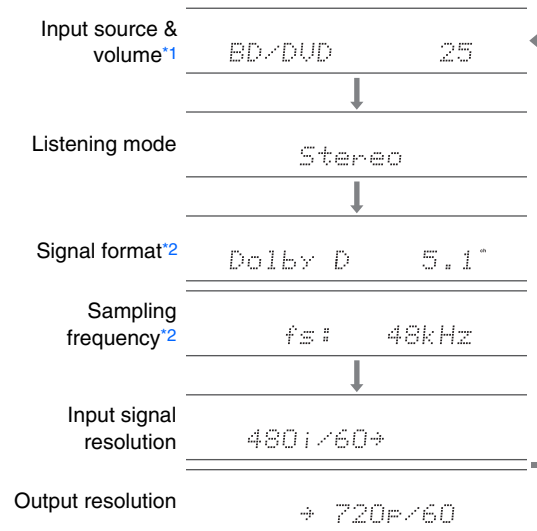 Input source &
volume*1
BD/DVD 25
Listening mode
Stereo
Signal format*2
Dolby D 5.1ch
Sampling
frequency*2
fs: 48kHz
Input signal
resolution
480i/60→
Output resolution
→ 720p/60